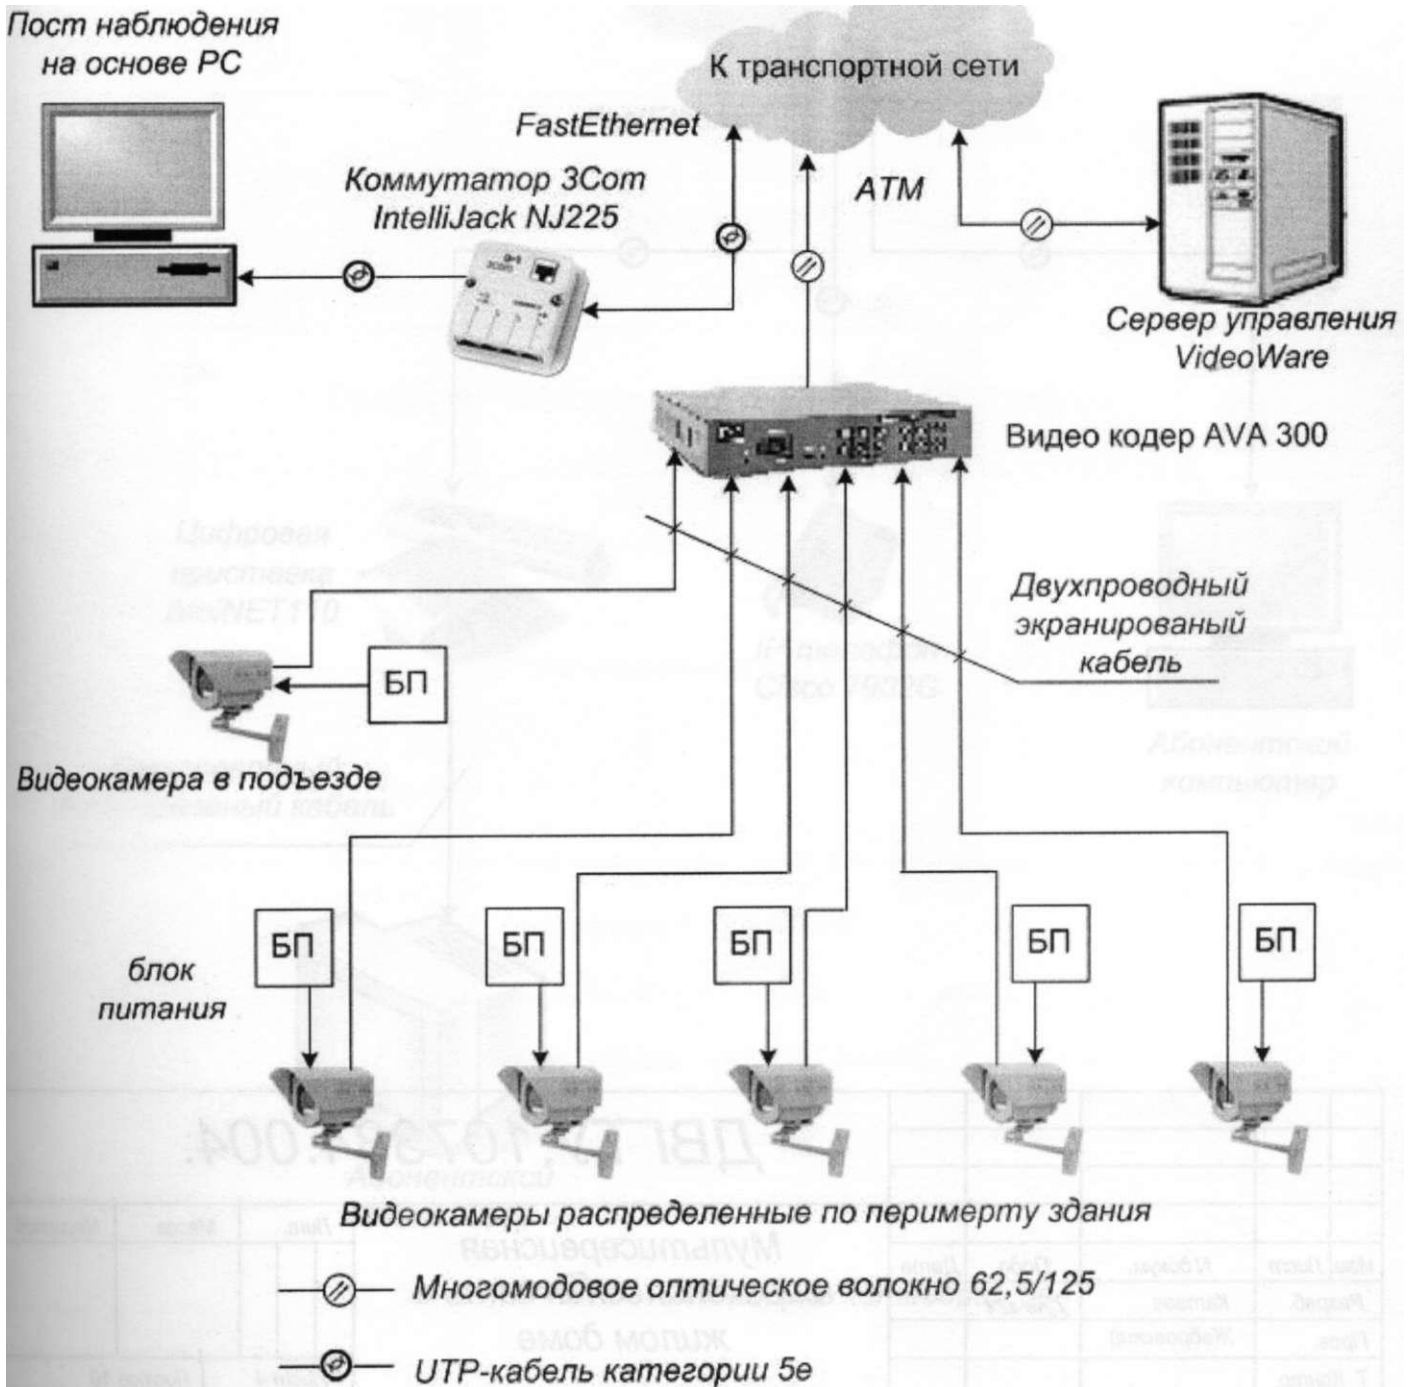 Пост наблюдения
на основе PC
К транспортной сети
FastEthernet
Коммутатор 3Com
IntelliJack NJ225
ATM
Сервер управления
VideoWare
Видео кодер AVA 300
Двухпроводный
экранированый
кабель
БП
Видеокамера в подъезде
БП
БП
БП
БП
БП
блок
питания
Видеокамеры распределенные по перимерту здания
Многомодовое оптическое волокно 62,5/125
UTP-кабель категории 5е